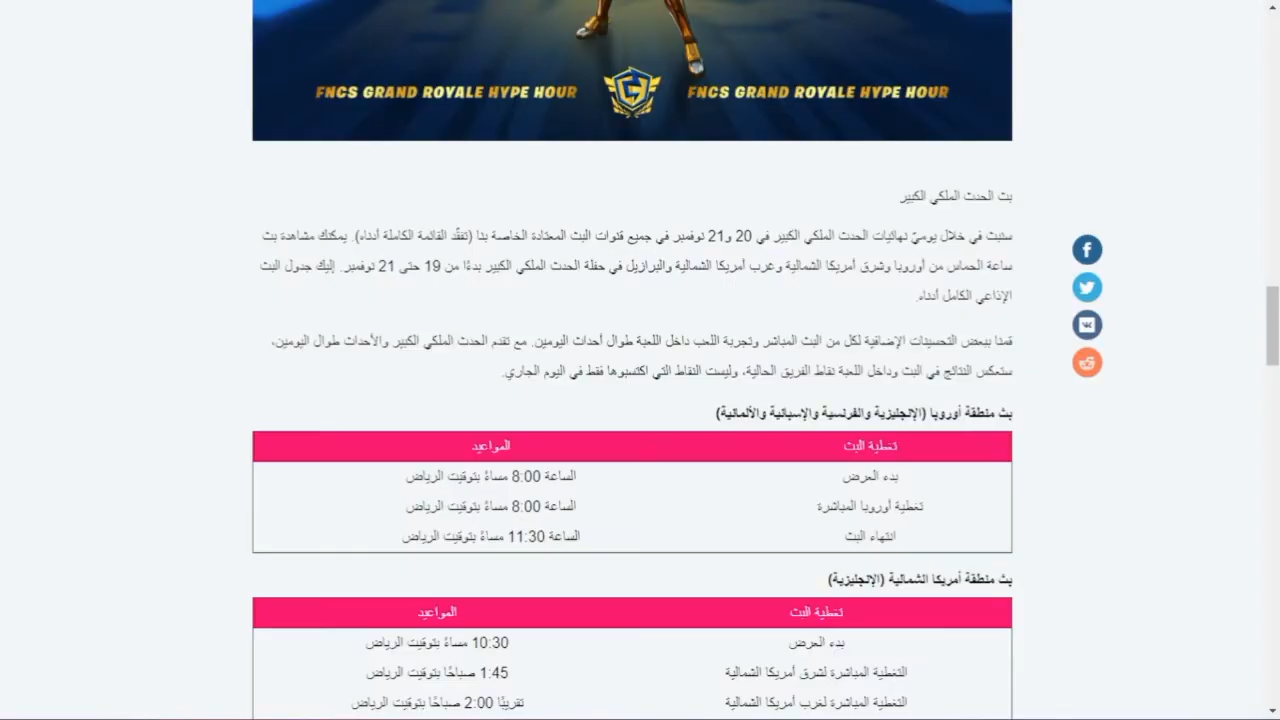 FNCS GRAND ROYALE HYPE HOUR FNCS GRAND ROYALE HYPE HOUR
بث الحدث الملكي الكبير
سنبث في خلال يوميّ نهائيات الحدث الملكي الكبير في 20 و21 نوفمبر في جميع قنوات البث المعتادة الخاصة بنا (تفقَّد القائمة الكاملة أدناه). يمكنك مشاهدة بث
ساعة الحماس من أوروبا وشرق أمريكا الشمالية وغرب أمريكا الشمالية والبرازيل في حفلة الحدث الملكي الكبير بدءًا من 19 حتى 21 نوفمبر. إليك جدول البث
الإذاعي الكامل أدناه.
قمنا ببعض التحسينات الإضافية لكل من البث المباشر وتجربة اللعب داخل اللعبة طوال أحداث اليومين. مع تقدم الحدث الملكي الكبير والأحداث طوال اليومين،
ستعكس النتائج في البث وداخل اللعبة نقاط الفريق الحالية، وليست النقاط التي اكتسبوها فقط في اليوم الجاري.
بث منطقة أوروبا (الإنجليزية والفرنسية والإسبانية والألمانية)
تغطية البث المواعيد
بدء العرض الساعة 8:00 مساءً بتوقيت الرياض
تغطية أوروبا المباشرة الساعة 8:00 مساءً بتوقيت الرياض
انتهاء البث الساعة 11:30 مساءً بتوقيت الرياض
بث منطقة أمريكا الشمالية (الإنجليزية)
تغطية البث المواعيد
بدء العرض 10:30 مساءً بتوقيت الرياض
التغطية المباشرة لشرق أمريكا الشمالية 1:45 صباحًا بتوقيت الرياض
التغطية المباشرة لغرب أمريكا الشمالية تقريبًا 2:00 صباحًا بتوقيت الرياض